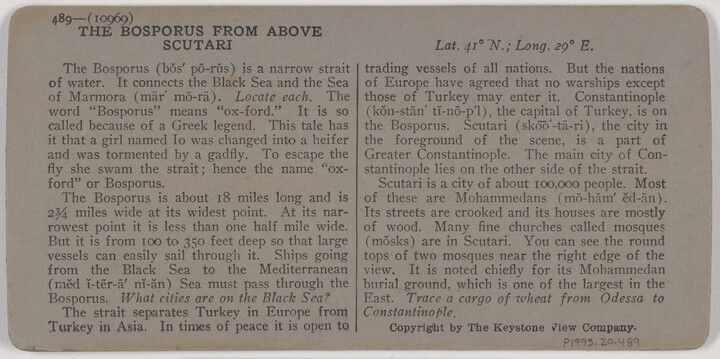 489—(10969)
THE BOSPORUS FROM ABOVE
SCUTARI
Lat. 41° N.; Long. 29° E.
The Bosporus (bŏs′ pō-rŭs) is a narrow strait
of water. It connects the Black Sea and the Sea
of Marmora (mär′ mō-rä). Locate each. The
word "Bosporus" means "ox-ford." It is so
called because of a Greek legend. This tale has
it that a girl named Io was changed into a heifer
and was tormented by a gadfly. To escape the
fly she swam the strait; hence the name "ox-
ford" or Bosporus.
The Bosporus is about 18 miles long and is
2¾ miles wide at its widest point. At its nar-
rowest point it is less than one half mile wide.
But it is from 100 to 350 feet deep so that large
vessels can easily sail through it. Ships going
from the Black Sea to the Mediterranean
(mĕd ĭ-tĕr-ā′ nĭ-ăn) Sea must pass through the
Bosporus. What cities are on the Black Sea?
The strait separates Turkey in Europe from
Turkey in Asia. In times of peace it is open to
trading vessels of all nations. But the nations
of Europe have agreed that no warships except
those of Turkey may enter it. Constantinople
(kŏn-stăn′ tĭ-nō-p'l), the capital of Turkey, is on
the Bosporus. Scutari (sko͞o′-tä-ri), the city in
the foreground of the scene, is a part of
Greater Constantinople. The main city of Con-
stantinople lies on the other side of the strait.
Scutari is a city of about 100,000 people. Most
of these are Mohammedans (mō-hăm′ ĕd-ăn).
Its streets are crooked and its houses are mostly
of wood. Many fine churches called mosques
(mŏsks) are in Scutari. You can see the round
tops of two mosques near the right edge of the
view. It is noted chiefly for its Mohammedan
burial ground, which is one of the largest in the
East. Trace a cargo of wheat from Odessa to
Constantinople.
Copyright by The Keystone View Company.
P1993.20.489